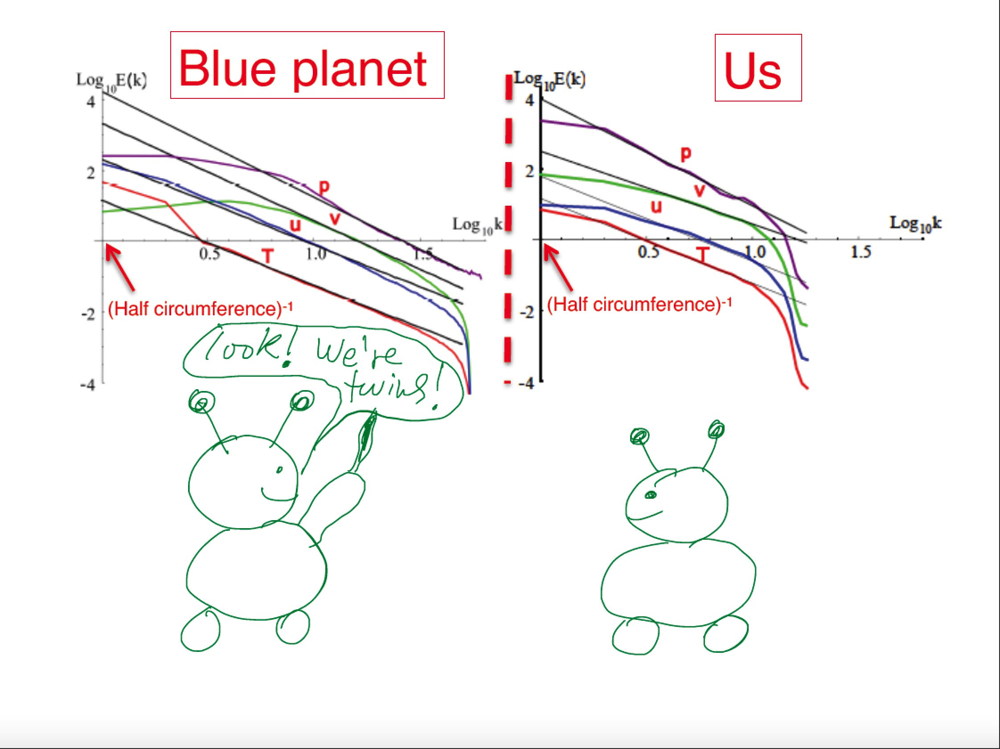 Blue planet
Log₁₀E(k)
4
2
-2
-4
0.5
1.0
1.5
Log₁₀k
p
v
u
T
(Half circumference)⁻¹
Us
Log₁₀E(k)
4
2
-2
-4
0.5
1.0
1.5
Log₁₀k
p
v
u
T
(Half circumference)⁻¹
look! We're
twins!